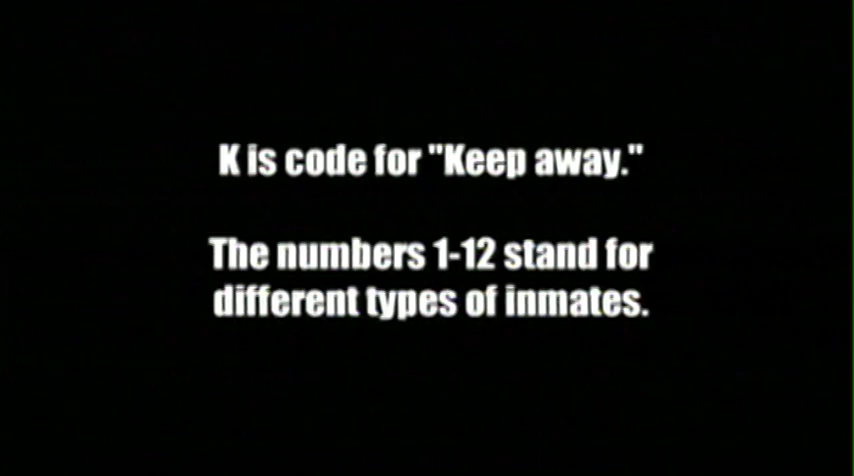 K is code for "Keep away."
The numbers 1-12 stand for
different types of inmates.